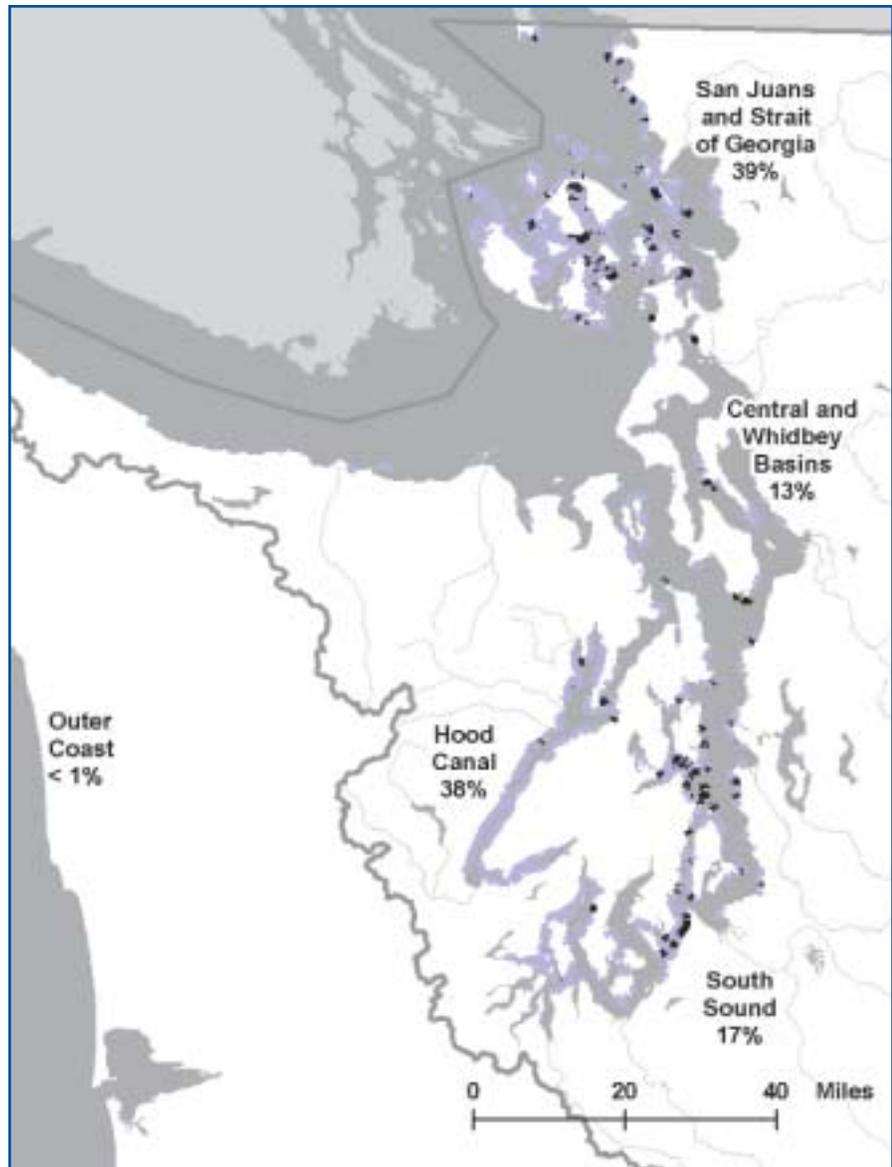 San Juans
and Strait
of Georgia
39%
Central and
Whidbey
Basins
13%
Outer
Coast
< 1%
Hood
Canal
38%
South
Sound
17%
0 20 40 Miles